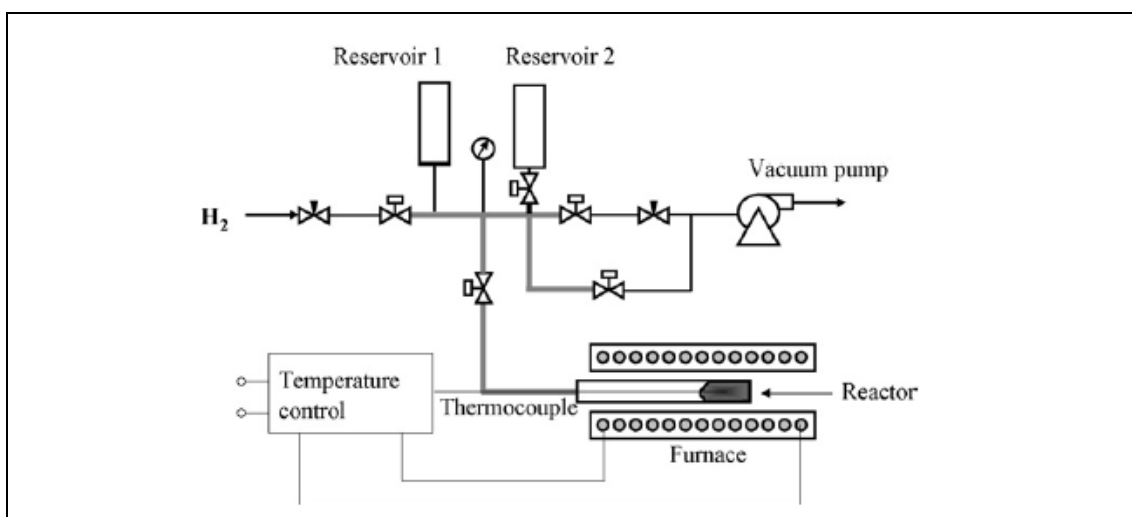 Reservoir 1
Reservoir 2
Vacuum pump
H₂
Temperature
control
Thermocouple
Reactor
Furnace